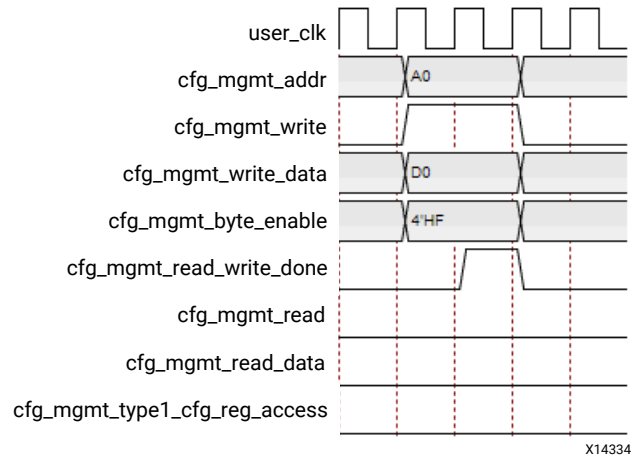 user_clk
cfg_mgmt_addr A0
cfg_mgmt_write
cfg_mgmt_write_data D0
cfg_mgmt_byte_enable 4'HF
cfg_mgmt_read_write_done
cfg_mgmt_read
cfg_mgmt_read_data
cfg_mgmt_type1_cfg_reg_access
X14334